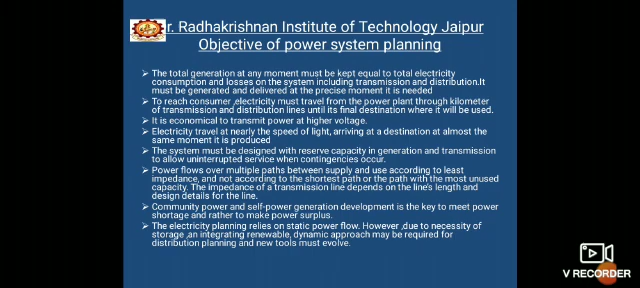 r. Radhakrishnan Institute of Technology Jaipur
Objective of power system planning
➢ The total generation at any moment must be kept equal to total electricity
consumption and losses on the system including transmission and distribution.It
must be generated and delivered at the precise moment it is needed
➢ To reach consumer ,electricity must travel from the power plant through kilometer
of transmission and distribution lines until its final destination where it will be used.
➢ It is economical to transmit power at higher voltage.
➢ Electricity travel at nearly the speed of light, arriving at a destination at almost the
same moment it is produced
➢ The system must be designed with reserve capacity in generation and transmission
to allow uninterrupted service when contingencies occur.
➢ Power flows over multiple paths between supply and use according to least
impedance, and not according to the shortest path or the path with the most unused
capacity. The impedance of a transmission line depends on the line's length and
design details for the line.
➢ Community power and self-power generation development is the key to meet power
shortage and rather to make power surplus.
➢ The electricity planning relies on static power flow. However ,due to necessity of
storage ,an integrating renewable, dynamic approach may be required for
distribution planning and new tools must evolve.
V RECORDER